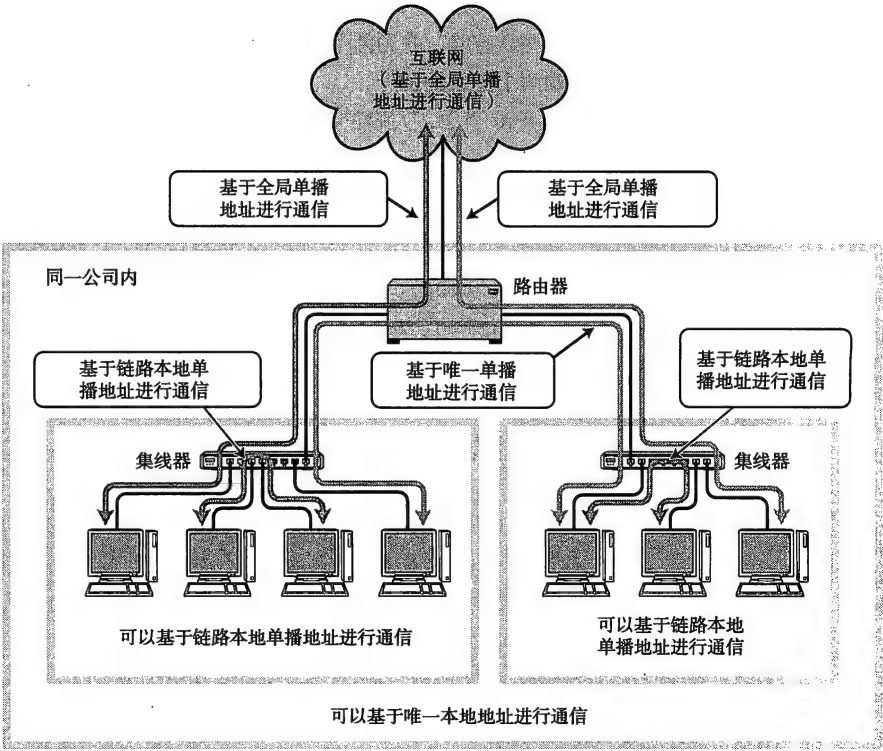 互联网
（基于全局单播
地址进行通信）
基于全局单播
地址进行通信
基于全局单播
地址进行通信
同一公司内
路由器
基于链路本地单
播地址进行通信
基于唯一单播
地址进行通信
基于链路本地单
播地址进行通信
集线器
集线器
可以基于链路本地单播地址进行通信
可以基于链路本地
单播地址进行通信
可以基于唯一本地地址进行通信